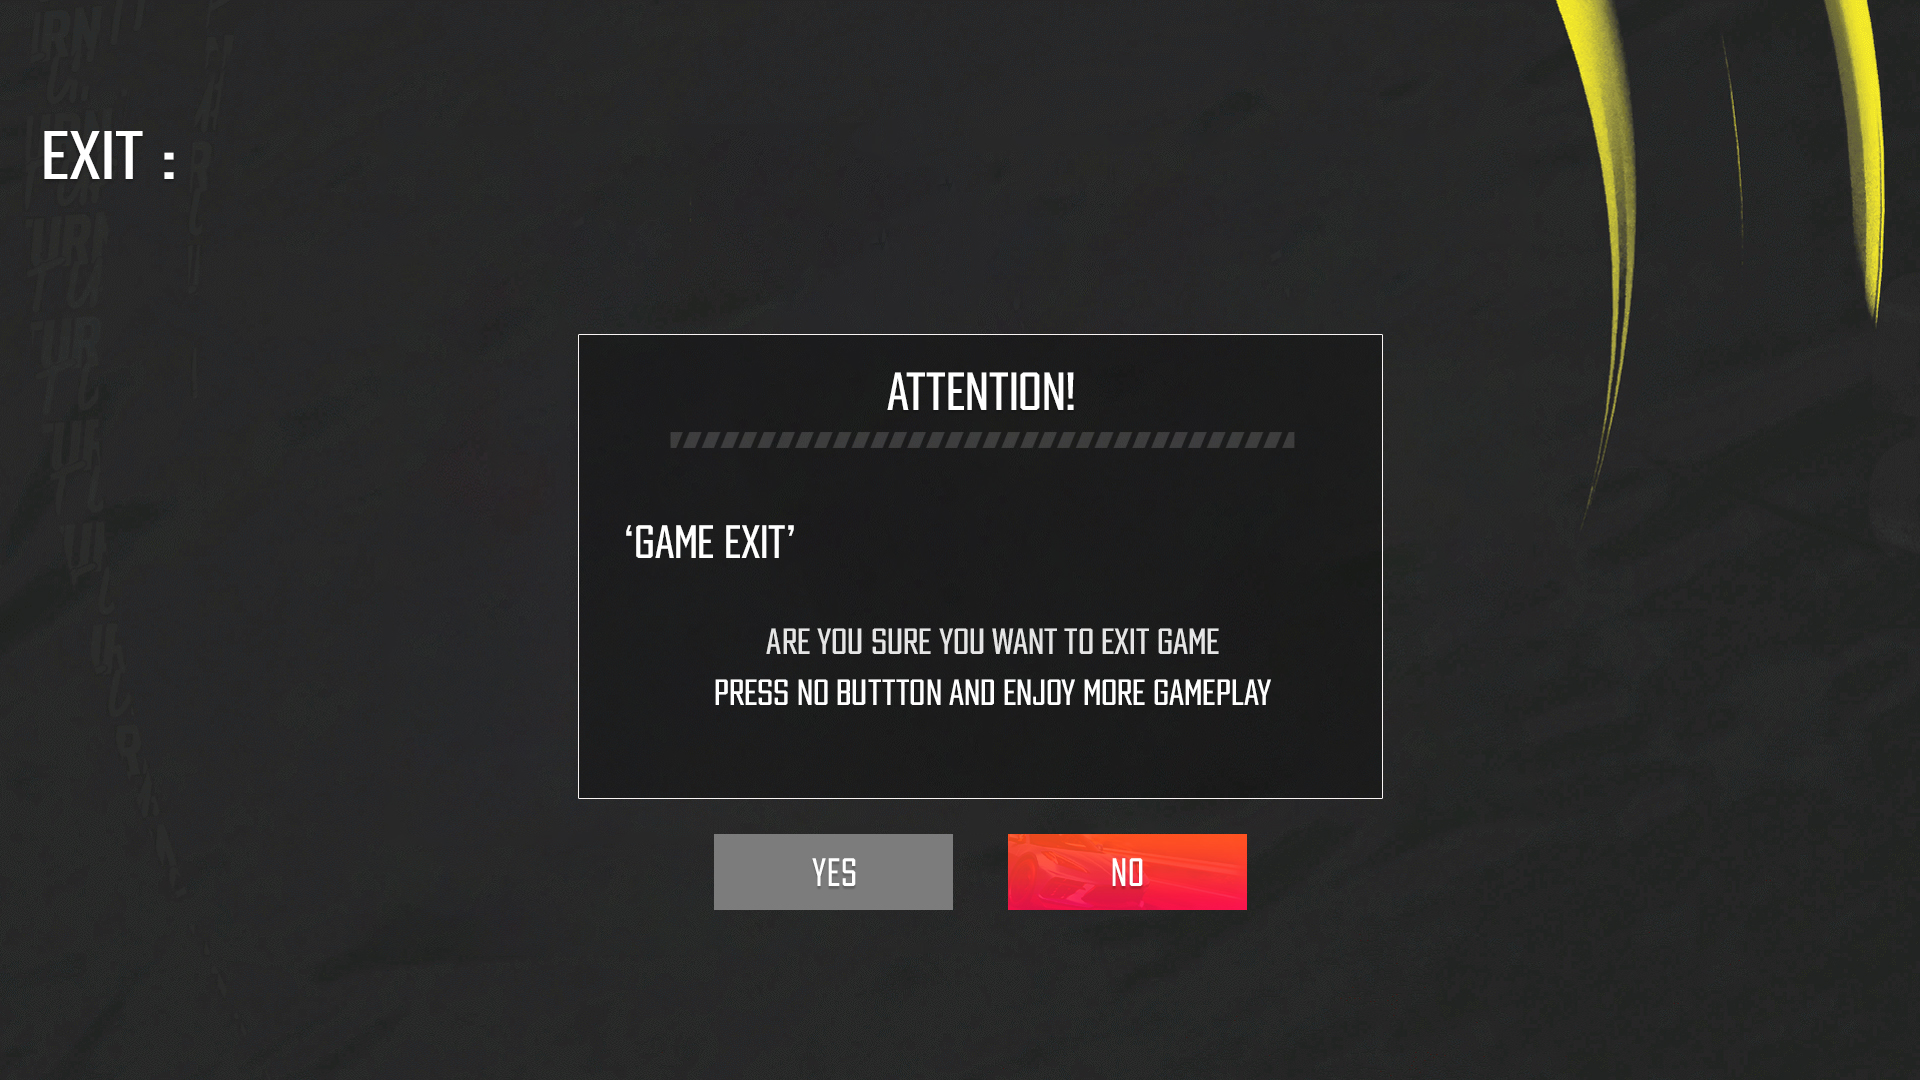 EXIT :
ATTENTION!
‘GAME EXIT’
ARE YOU SURE YOU WANT TO EXIT GAME
PRESS NO BUTTTON AND ENJOY MORE GAMEPLAY
YES
NO